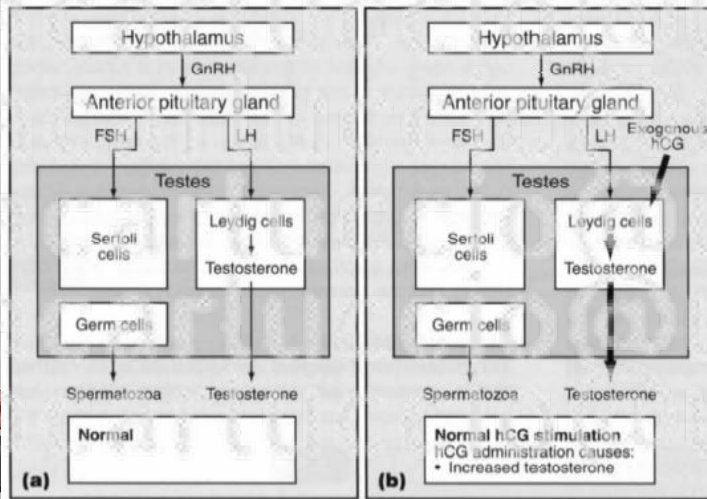 Hypothalamus
GnRH
Anterior pituitary gland
FSH LH
Testes
Sertoli
cells
Leydig cells
Testosterone
Germ cells
Spermatozoa Testosterone
Normal
(a)
Hypothalamus
GnRH
Anterior pituitary gland
FSH LH
Exogenous
hCG
Testes
Sertoli
cells
Leydig cells
Testosterone
Germ cells
Spermatozoa Testosterone
Normal hCG stimulation
hCG administration causes:
• Increased testosterone
(b)